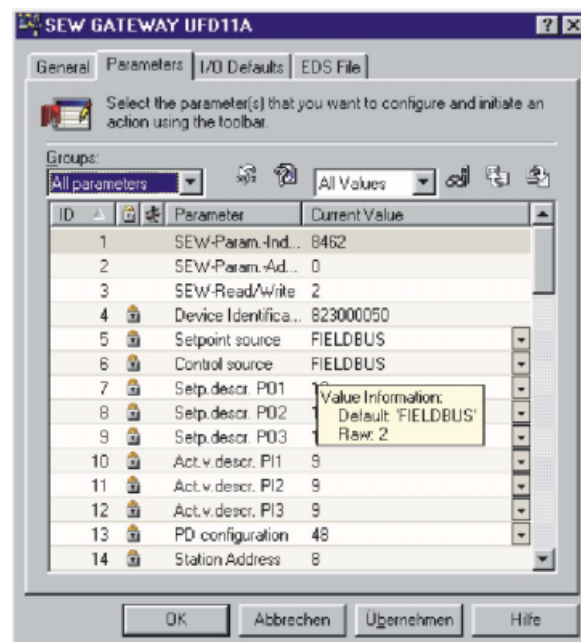 SEW GATEWAY UFD11A
General Parameters I/O Defaults EDS File
Select the parameter(s) that you want to configure and initiate an
action using the toolbar.
Groups:
All parameters All Values
ID Parameter Current Value
1 SEW-Param.-Ind... 8462
2 SEW-Param.-Ad... 0
3 SEW-Read/Write 2
4 Device Identifica... 823000050
5 Setpoint source FIELDBUS
6 Control source FIELDBUS
7 Setp.descr. PO1
8 Setp.descr. PO2
9 Setp.descr. PO3
Value Information:
Default 'FIELDBUS'
Raw: 2
10 Act.v.descr. PI1 9
11 Act.v.descr. PI2 9
12 Act.v.descr. PI3 9
13 PD configuration 48
14 Station Address 8
OK Abbrechen Übernehmen Hilfe